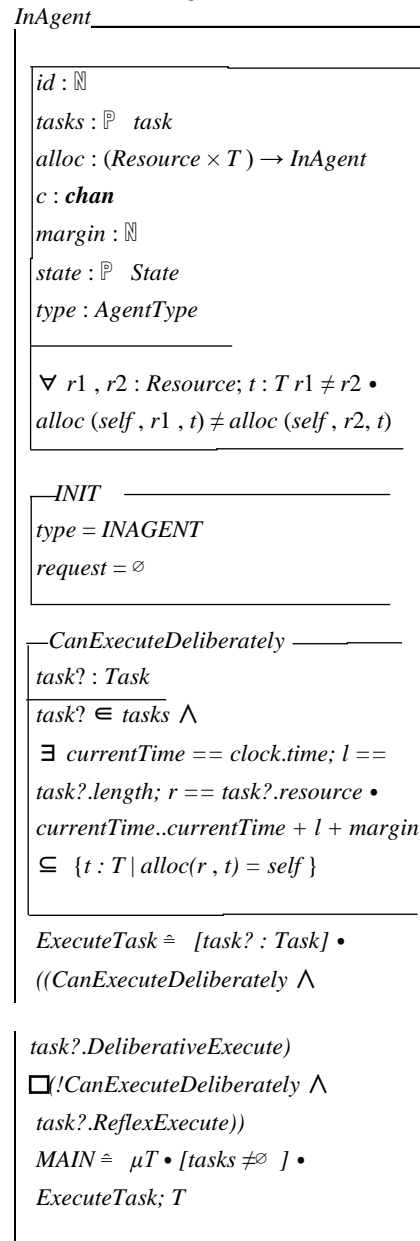 InAgent
id : ℕ
tasks : ℙ task
alloc : (Resource × T ) → InAgent
c : chan
margin : ℕ
state : ℙ State
type : AgentType
∀ r1 , r2 : Resource; t : T r1 ≠ r2 •
alloc (self , r1 , t) ≠ alloc (self , r2, t)
INIT
type = INAGENT
request = ∅
CanExecuteDeliberately
task? : Task
task? ∈ tasks ∧
∃ currentTime == clock.time; l ==
task?.length; r == task?.resource •
currentTime..currentTime + l + margin
⊆ {t : T | alloc(r , t) = self }
ExecuteTask ≙ [task? : Task] •
((CanExecuteDeliberately ∧
task?.DeliberativeExecute)
□(!CanExecuteDeliberately ∧
task?.ReflexExecute))
MAIN ≙ μT • [tasks ≠∅ ] •
ExecuteTask; T